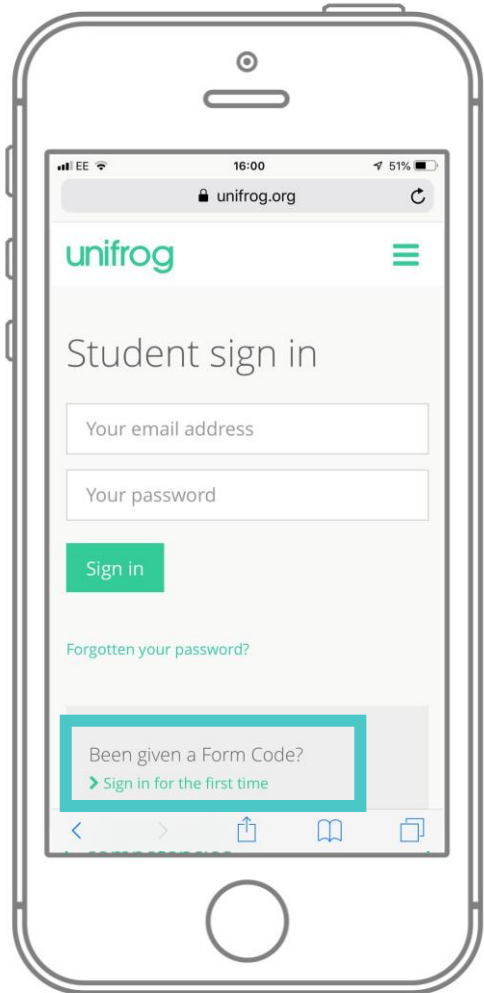 EE 16:00 51%
unifrog.org
unifrog
Student sign in
Your email address
Your password
Sign in
Forgotten your password?
Been given a Form Code?
Sign in for the first time